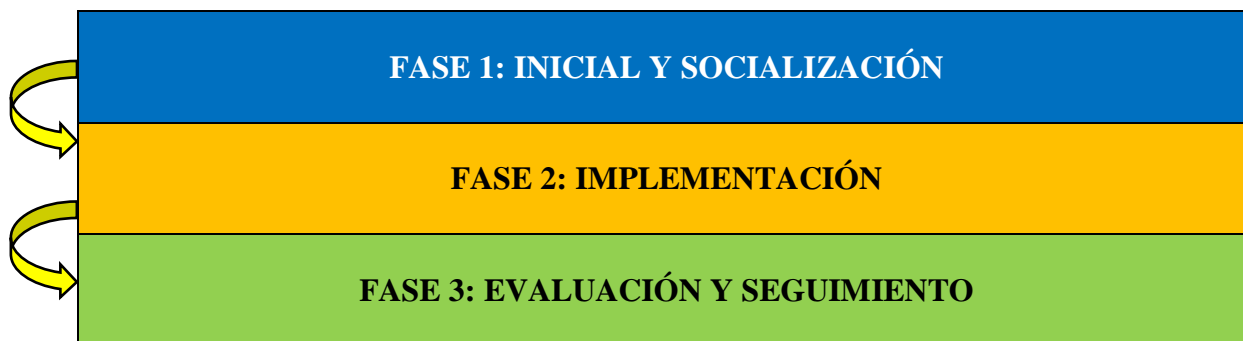 FASE 1: INICIAL Y SOCIALIZACIÓN
FASE 2: IMPLEMENTACIÓN
FASE 3: EVALUACIÓN Y SEGUIMIENTO